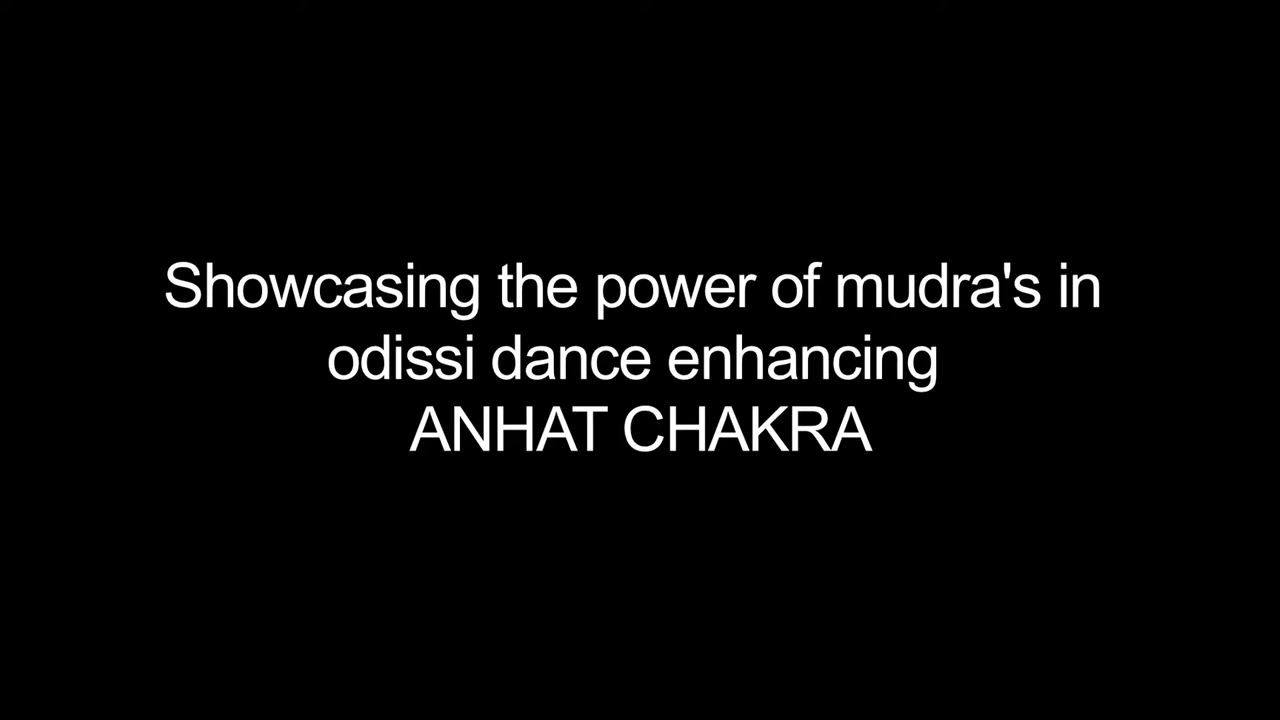 Showcasing the power of mudra's in
odissi dance enhancing
ANHAT CHAKRA